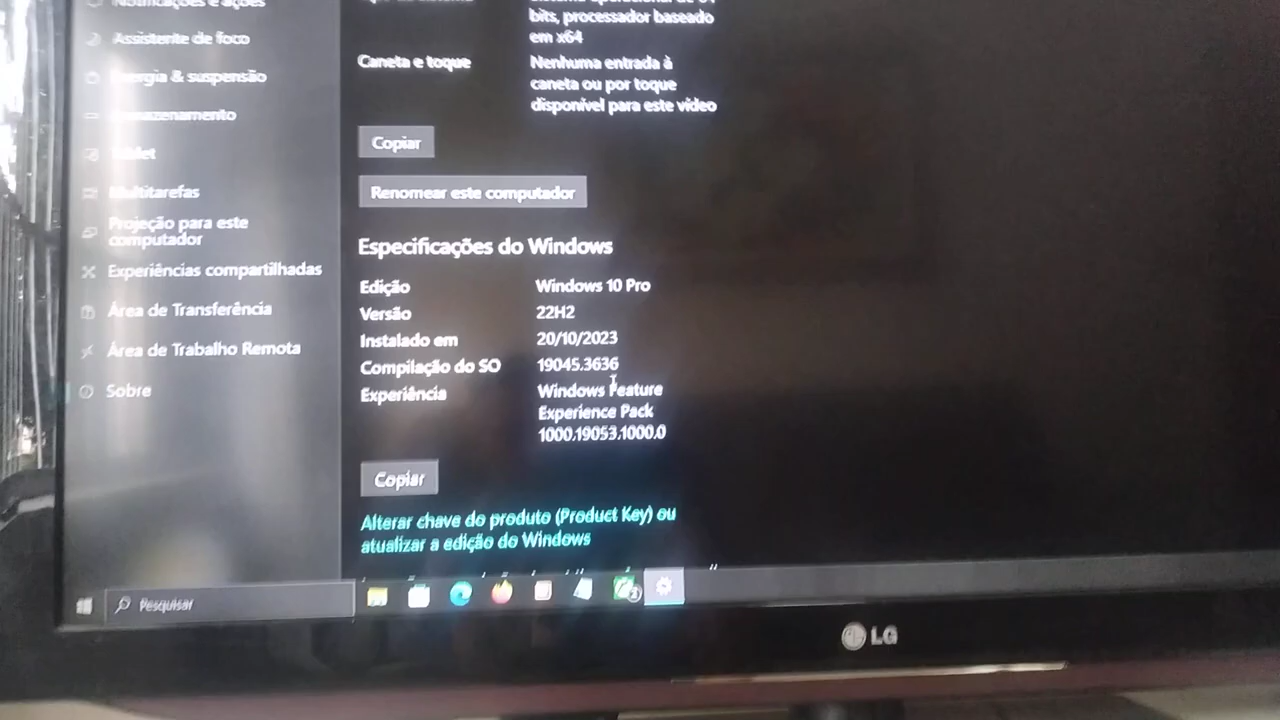 Notificações e ações
Assistente de foco
Energia & suspensão
Armazenamento
Tablet
Multitarefas
Projeção para este
computador
Experiências compartilhadas
Área de Transferência
Área de Trabalho Remota
Sobre
bits, processador baseado
em x64
Caneta e toque
Nenhuma entrada à
caneta ou por toque
disponível para este vídeo
Copiar
Renomear este computador
Especificações do Windows
Edição Windows 10 Pro
Versão 22H2
Instalado em 20/10/2023
Compilação do SO 19045.3636
Experiência Windows Feature
Experience Pack
1000.19053.1000.0
Copiar
Alterar chave do produto (Product Key) ou
atualizar a edição do Windows
Pesquisar
LG